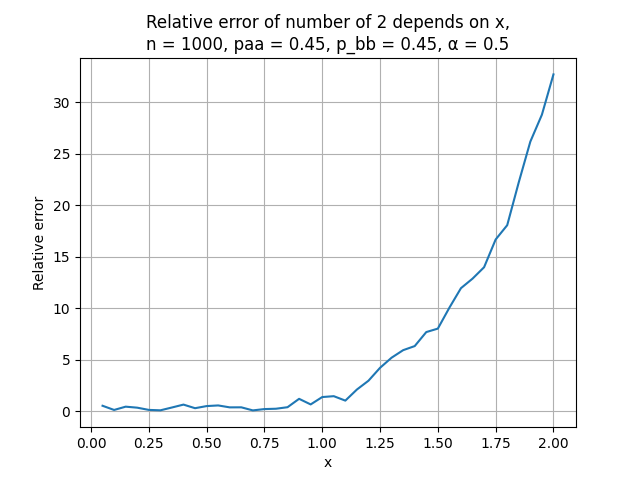 Relative error of number of 2 depends on x,
n = 1000, paa = 0.45, p_bb = 0.45, α = 0.5
30
25
20
15
10
5
0
Relative error
0.00 0.25 0.50 0.75 1.00 1.25 1.50 1.75 2.00
x